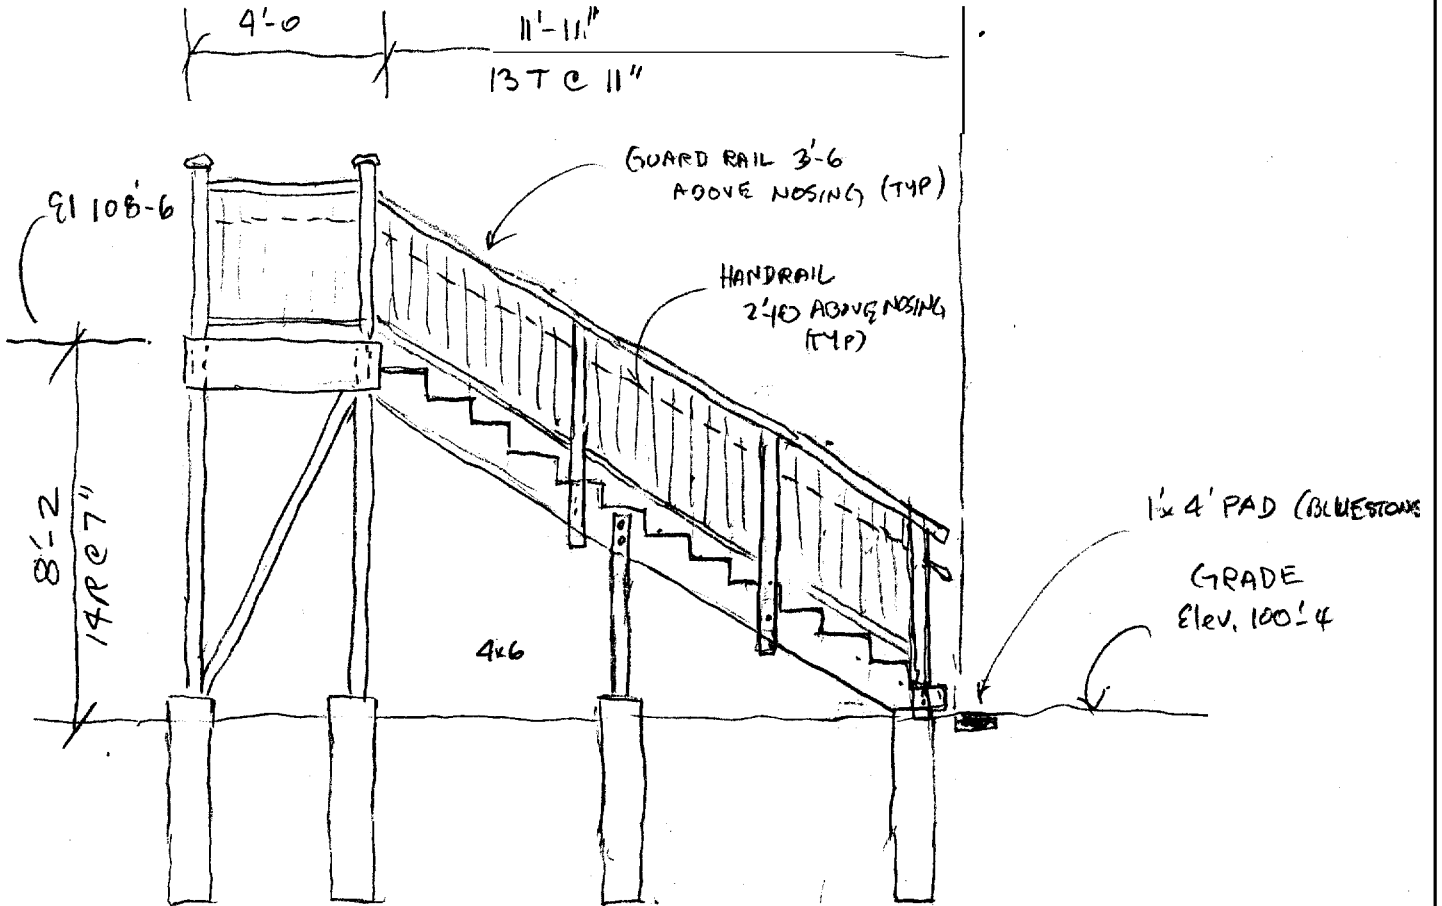 4'-0
11'-11"
13 T @ 11"
GUARD RAIL 3'-6
ABOVE NOSING (TYP)
El 108'-6
HANDRAIL
2'-10 ABOVE NOSING
(TYP)
8'-2
14 R @ 7"
1'x 4' PAD (BLUESTONE
GRADE
Elev. 100'-4
4x6